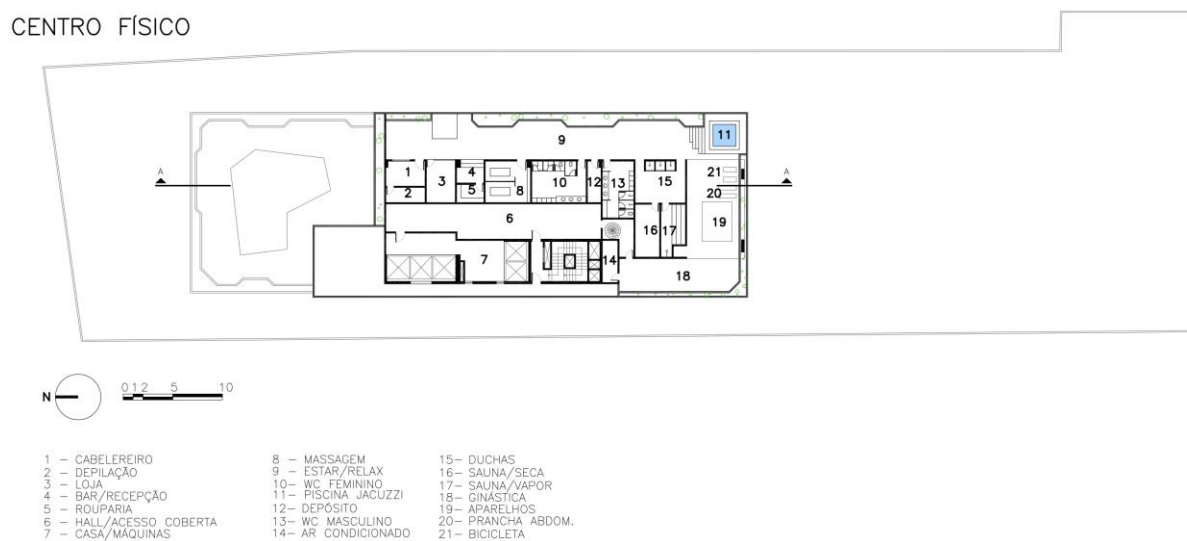 CENTRO FÍSICO
11
9
A
A
1
4
21
3
8
10
12
13
15
2
5
20
6
16
17
19
7
14
18
N
0 1 2 5 10
1 – CABELEREIRO
2 – DEPILAÇÃO
3 – LOJA
4 – BAR/RECEPÇÃO
5 – ROUPARIA
6 – HALL/ACESSO COBERTA
7 – CASA/MÁQUINAS
8 – MASSAGEM
9 – ESTAR/RELAX
10– WC FEMININO
11– PISCINA JACUZZI
12– DEPÓSITO
13– WC MASCULINO
14– AR CONDICIONADO
15– DUCHAS
16– SAUNA/SECA
17– SAUNA/VAPOR
18– GINÁSTICA
19– APARELHOS
20– PRANCHA ABDOM.
21– BICICLETA